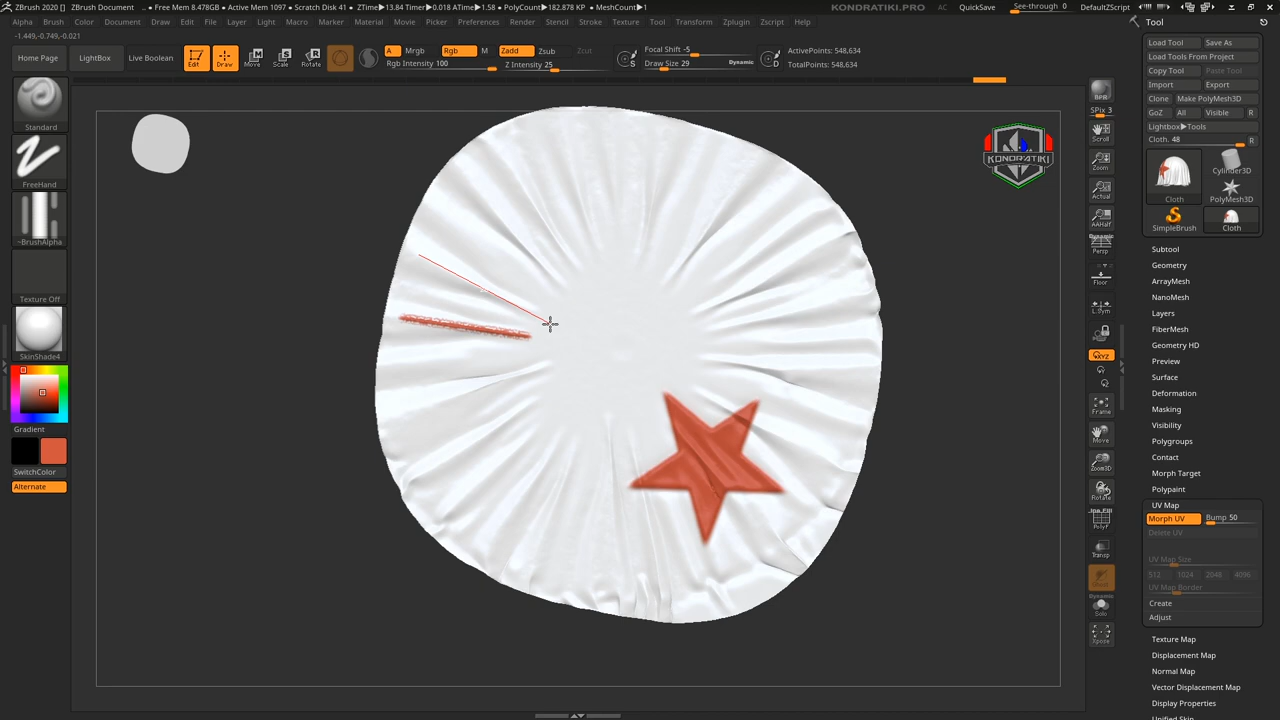 ZBrush 2020 [] ZBrush Document .. ● Free Mem 8.478GB ● Active Mem 1097 ● Scratch Disk 41 ● ZTime▶13.84 Timer▶0.018 ATime▶1.58 ● PolyCount▶182.878 KP ● MeshCount▶1
KONDRATIKI.PRO AC QuickSave See-through 0 DefaultZScript
Alpha Brush Color Document Draw Edit File Layer Light Macro Marker Material Movie Picker Preferences Render Stencil Stroke Texture Tool Transform Zplugin Zscript Help
-1.449,-0.749,-0.021
Home Page
LightBox
Live Boolean
Edit
Draw
Move
Scale
Rotate
A Mrgb Rgb M Zadd Zsub Zcut
Rgb Intensity 100 Z Intensity 25
S
Focal Shift -5
Draw Size 29 Dynamic
D
ActivePoints: 548,634
TotalPoints: 548,634
Standard
FreeHand
~BrushAlpha
Texture Off
SkinShade4
Gradient
SwitchColor
Alternate
KONDRATIKI
BPR
SPix 3
Scroll
Zoom
Actual
AAHalf
Dynamic
Persp
Floor
L.Sym
XYZ
Frame
Move
Zoom3D
Rotate
Line Fill
PolyF
Transp
Dynamic
Solo
Xpose
Tool
Load Tool Save As
Load Tools From Project
Copy Tool Paste Tool
Import Export
Clone Make PolyMesh3D
GoZ All Visible R
Lightbox▶Tools
Cloth. 48 R
Cloth
Cylinder3D
PolyMesh3D
SimpleBrush
Cloth
Subtool
Geometry
ArrayMesh
NanoMesh
Layers
FiberMesh
Geometry HD
Preview
Surface
Deformation
Masking
Visibility
Polygroups
Contact
Morph Target
Polypaint
UV Map
Morph UV Bump 50
Delete UV
UV Map Size
512 1024 2048 4096
UV Map Border
Create
Adjust
Texture Map
Displacement Map
Normal Map
Vector Displacement Map
Display Properties
Unified Skin